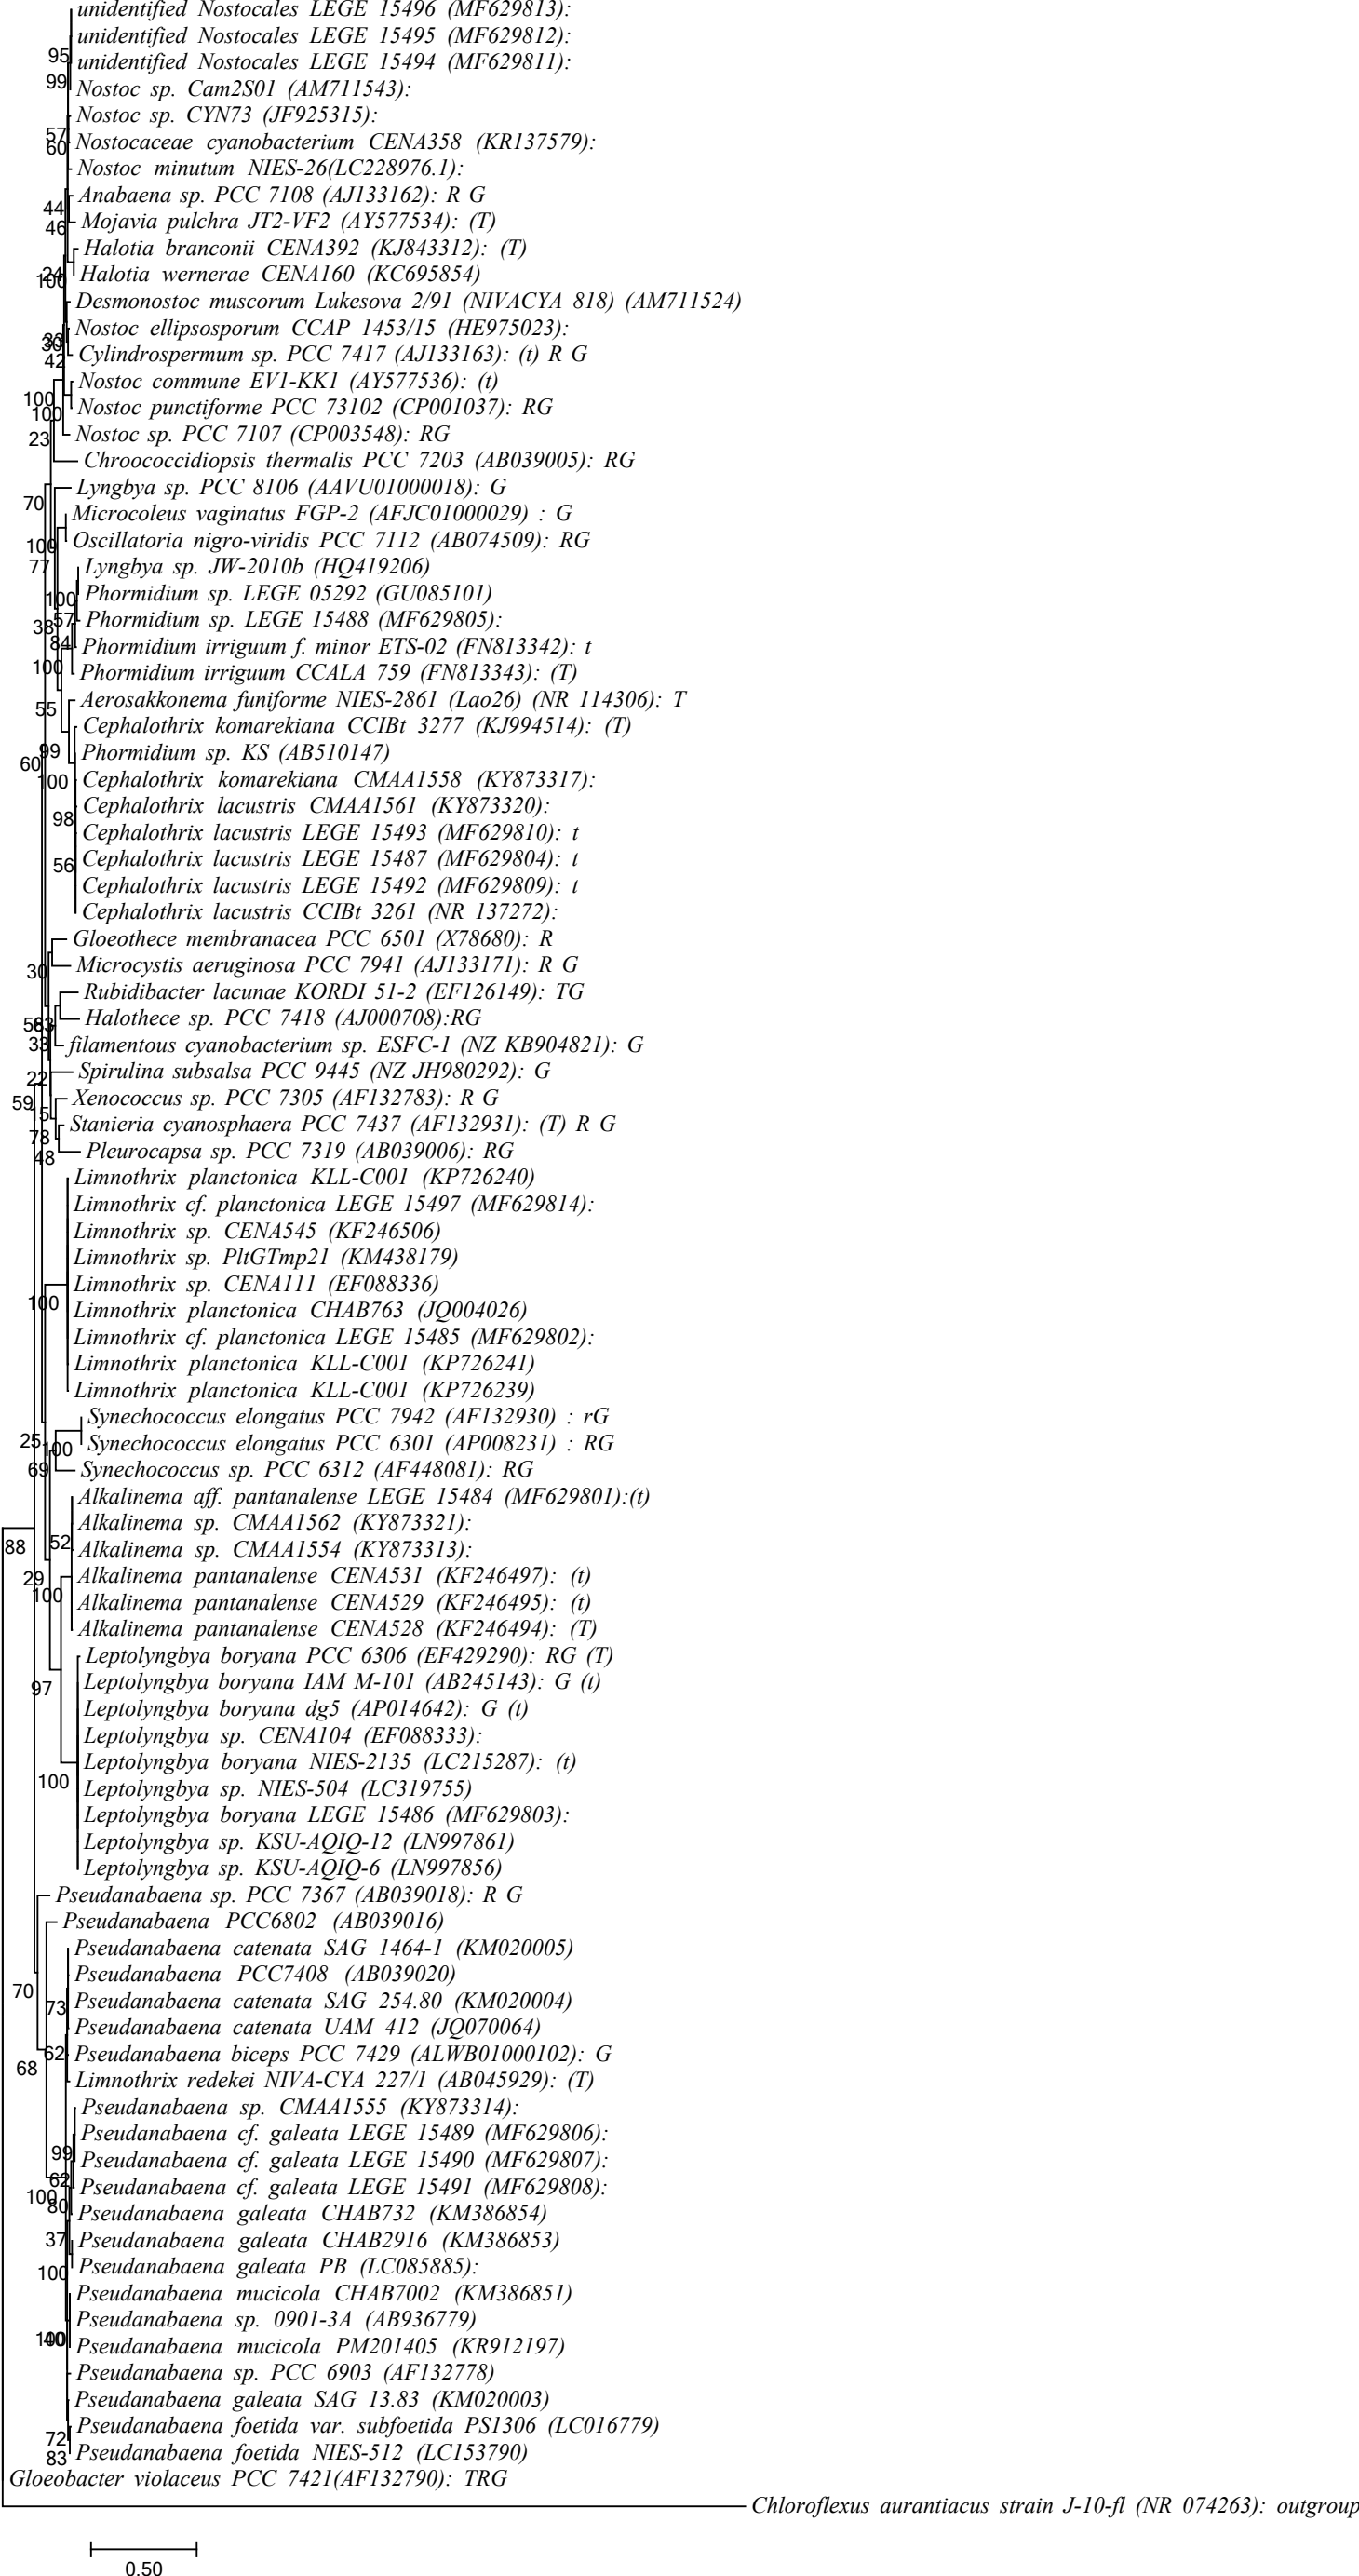 unidentified Nostocales LEGE 15496 (MF629813):
unidentified Nostocales LEGE 15495 (MF629812):
95
unidentified Nostocales LEGE 15494 (MF629811):
99
Nostoc sp. Cam2S01 (AM711543):
Nostoc sp. CYN73 (JF925315):
57
Nostocaceae cyanobacterium CENA358 (KR137579):
60
Nostoc minutum NIES-26(LC228976.1):
Anabaena sp. PCC 7108 (AJ133162): R G
44
Mojavia pulchra JT2-VF2 (AY577534): (T)
46
Halotia branconii CENA392 (KJ843312): (T)
24
Halotia wernerae CENA160 (KC695854)
100
Desmonostoc muscorum Lukesova 2/91 (NIVACYA 818) (AM711524)
Nostoc ellipsosporum CCAP 1453/15 (HE975023):
30
Cylindrospermum sp. PCC 7417 (AJ133163): (t) R G
42
Nostoc commune EV1-KK1 (AY577536): (t)
100
Nostoc punctiforme PCC 73102 (CP001037): RG
100
Nostoc sp. PCC 7107 (CP003548): RG
23
Chroococcidiopsis thermalis PCC 7203 (AB039005): RG
Lyngbya sp. PCC 8106 (AAVU01000018): G
70
Microcoleus vaginatus FGP-2 (AFJC01000029) : G
Oscillatoria nigro-viridis PCC 7112 (AB074509): RG
100
77
Lyngbya sp. JW-2010b (HQ419206)
Phormidium sp. LEGE 05292 (GU085101)
100
Phormidium sp. LEGE 15488 (MF629805):
57
38
84
Phormidium irriguum f. minor ETS-02 (FN813342): t
100
Phormidium irriguum CCALA 759 (FN813343): (T)
Aerosakkonema funiforme NIES-2861 (Lao26) (NR 114306): T
55
Cephalothrix komarekiana CCIBt 3277 (KJ994514): (T)
99
Phormidium sp. KS (AB510147)
60
100
Cephalothrix komarekiana CMAA1558 (KY873317):
Cephalothrix lacustris CMAA1561 (KY873320):
98
Cephalothrix lacustris LEGE 15493 (MF629810): t
Cephalothrix lacustris LEGE 15487 (MF629804): t
56
Cephalothrix lacustris LEGE 15492 (MF629809): t
Cephalothrix lacustris CCIBt 3261 (NR 137272):
Gloeothece membranacea PCC 6501 (X78680): R
Microcystis aeruginosa PCC 7941 (AJ133171): R G
30
Rubidibacter lacunae KORDI 51-2 (EF126149): TG
Halothece sp. PCC 7418 (AJ000708):RG
33
filamentous cyanobacterium sp. ESFC-1 (NZ KB904821): G
Spirulina subsalsa PCC 9445 (NZ JH980292): G
22
Xenococcus sp. PCC 7305 (AF132783): R G
59
5
Stanieria cyanosphaera PCC 7437 (AF132931): (T) R G
78
Pleurocapsa sp. PCC 7319 (AB039006): RG
48
Limnothrix planctonica KLL-C001 (KP726240)
Limnothrix cf. planctonica LEGE 15497 (MF629814):
Limnothrix sp. CENA545 (KF246506)
Limnothrix sp. PltGTmp21 (KM438179)
Limnothrix sp. CENA111 (EF088336)
100
Limnothrix planctonica CHAB763 (JQ004026)
Limnothrix cf. planctonica LEGE 15485 (MF629802):
Limnothrix planctonica KLL-C001 (KP726241)
Limnothrix planctonica KLL-C001 (KP726239)
Synechococcus elongatus PCC 7942 (AF132930) : rG
25
Synechococcus elongatus PCC 6301 (AP008231) : RG
100
69
Synechococcus sp. PCC 6312 (AF448081): RG
Alkalinema aff. pantanalense LEGE 15484 (MF629801):(t)
Alkalinema sp. CMAA1562 (KY873321):
52
88
Alkalinema sp. CMAA1554 (KY873313):
29
Alkalinema pantanalense CENA531 (KF246497): (t)
100
Alkalinema pantanalense CENA529 (KF246495): (t)
Alkalinema pantanalense CENA528 (KF246494): (T)
Leptolyngbya boryana PCC 6306 (EF429290): RG (T)
97
Leptolyngbya boryana IAM M-101 (AB245143): G (t)
Leptolyngbya boryana dg5 (AP014642): G (t)
Leptolyngbya sp. CENA104 (EF088333):
Leptolyngbya boryana NIES-2135 (LC215287): (t)
100
Leptolyngbya sp. NIES-504 (LC319755)
Leptolyngbya boryana LEGE 15486 (MF629803):
Leptolyngbya sp. KSU-AQIQ-12 (LN997861)
Leptolyngbya sp. KSU-AQIQ-6 (LN997856)
Pseudanabaena sp. PCC 7367 (AB039018): R G
Pseudanabaena PCC6802 (AB039016)
Pseudanabaena catenata SAG 1464-1 (KM020005)
Pseudanabaena PCC7408 (AB039020)
70
Pseudanabaena catenata SAG 254.80 (KM020004)
73
Pseudanabaena catenata UAM 412 (JQ070064)
62
Pseudanabaena biceps PCC 7429 (ALWB01000102): G
68
Limnothrix redekei NIVA-CYA 227/1 (AB045929): (T)
Pseudanabaena sp. CMAA1555 (KY873314):
Pseudanabaena cf. galeata LEGE 15489 (MF629806):
99
Pseudanabaena cf. galeata LEGE 15490 (MF629807):
62
Pseudanabaena cf. galeata LEGE 15491 (MF629808):
100
80
Pseudanabaena galeata CHAB732 (KM386854)
37
Pseudanabaena galeata CHAB2916 (KM386853)
Pseudanabaena galeata PB (LC085885):
100
Pseudanabaena mucicola CHAB7002 (KM386851)
Pseudanabaena sp. 0901-3A (AB936779)
100
Pseudanabaena mucicola PM201405 (KR912197)
Pseudanabaena sp. PCC 6903 (AF132778)
Pseudanabaena galeata SAG 13.83 (KM020003)
Pseudanabaena foetida var. subfoetida PS1306 (LC016779)
72
Pseudanabaena foetida NIES-512 (LC153790)
83
Gloeobacter violaceus PCC 7421(AF132790): TRG
Chloroflexus aurantiacus strain J-10-fl (NR 074263): outgroup
0.50